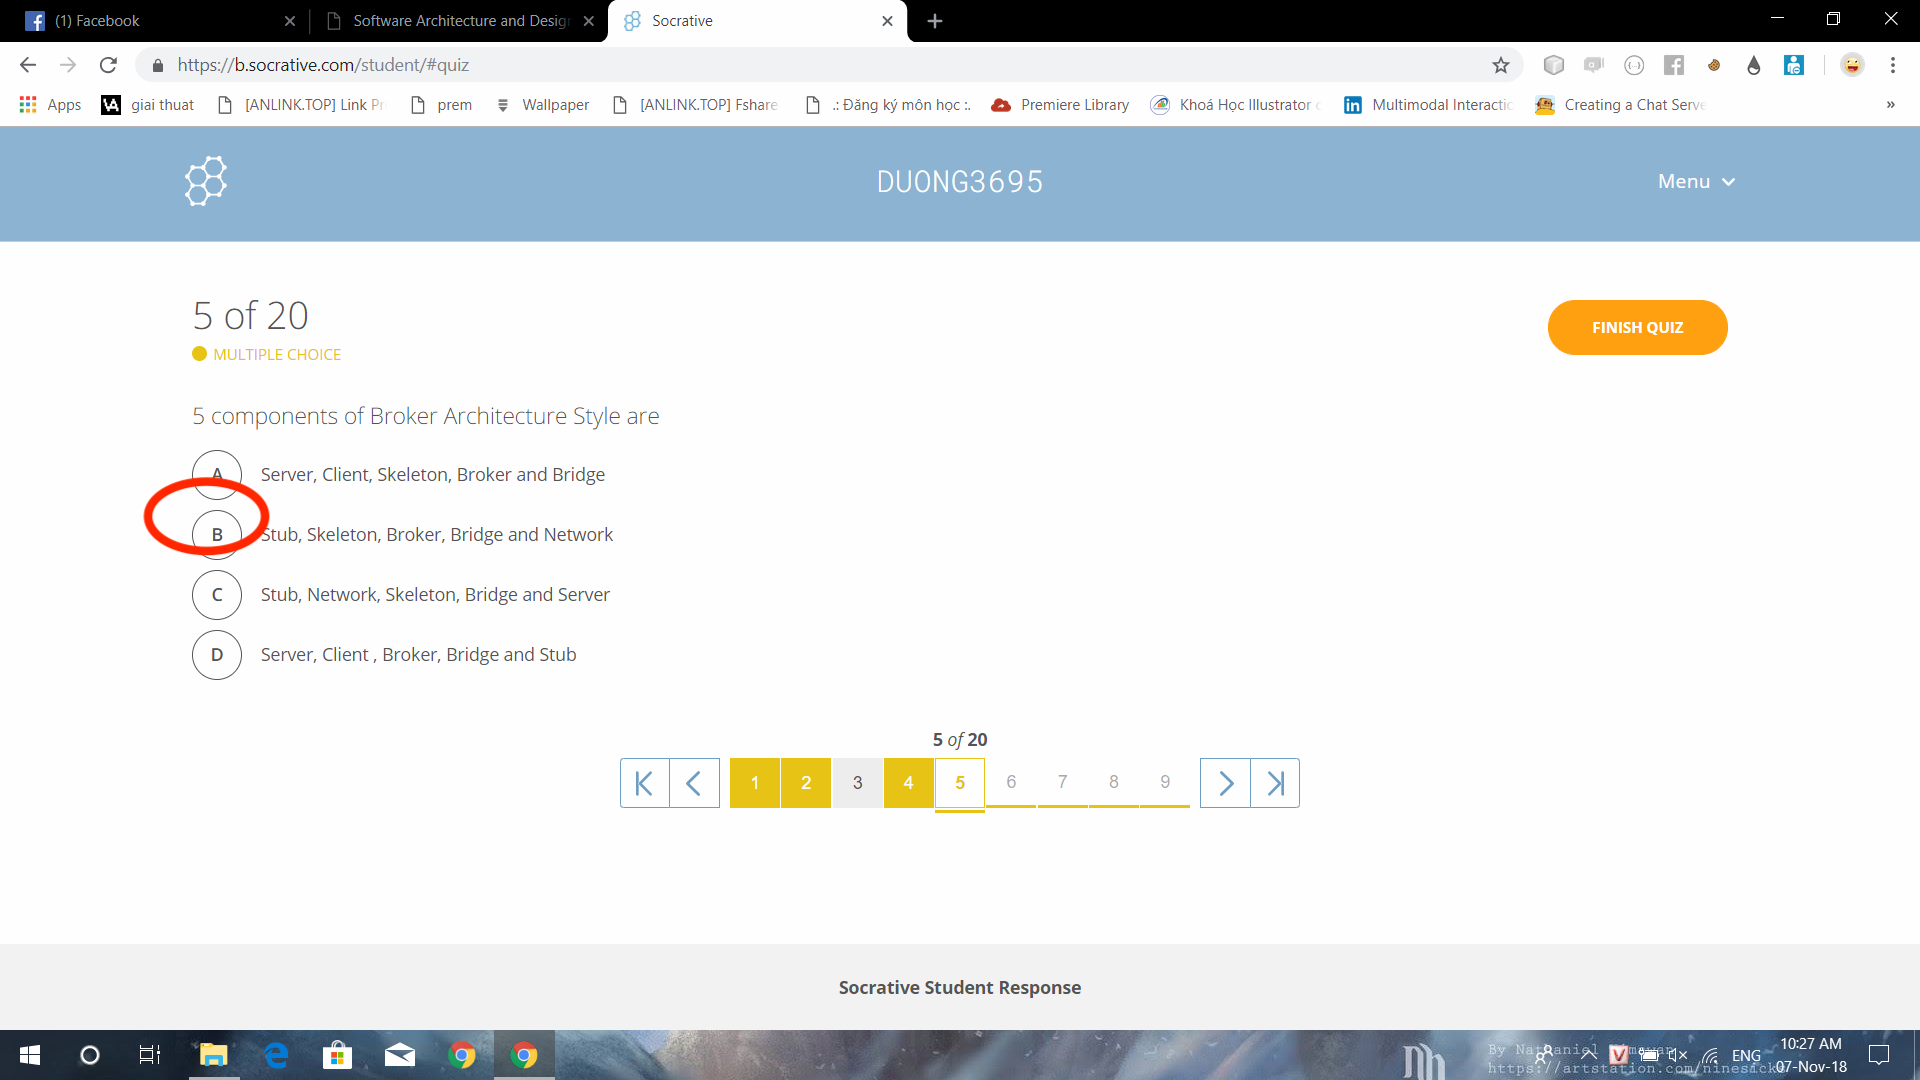 (1) Facebook
Software Architecture and Desig
Socrative
https://b.socrative.com/student/#quiz
Apps
giai thuat
[ANLINK.TOP] Link Pr
prem
Wallpaper
[ANLINK.TOP] Fshare
.: Đăng ký môn học :.
Premiere Library
Khoá Học Illustrator
Multimodal Interactio
Creating a Chat Serve
»
DUONG3695
Menu
5 of 20
MULTIPLE CHOICE
FINISH QUIZ
5 components of Broker Architecture Style are
A Server, Client, Skeleton, Broker and Bridge
B Stub, Skeleton, Broker, Bridge and Network
C Stub, Network, Skeleton, Bridge and Server
D Server, Client , Broker, Bridge and Stub
5 of 20
1 2 3 4 5 6 7 8 9
Socrative Student Response
By Nathaniel
https://artstation.com/ninesick
ENG
10:27 AM
07-Nov-18